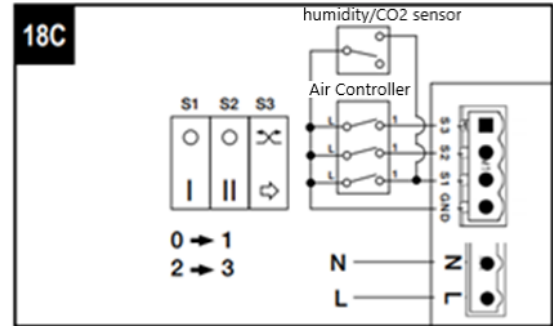 18C
humidity/CO2 sensor
Air Controller
S1 S2 S3
I II
0 → 1
2 → 3
L 1
L 1
L 1
S3
S2
S1
GND
N N
L L